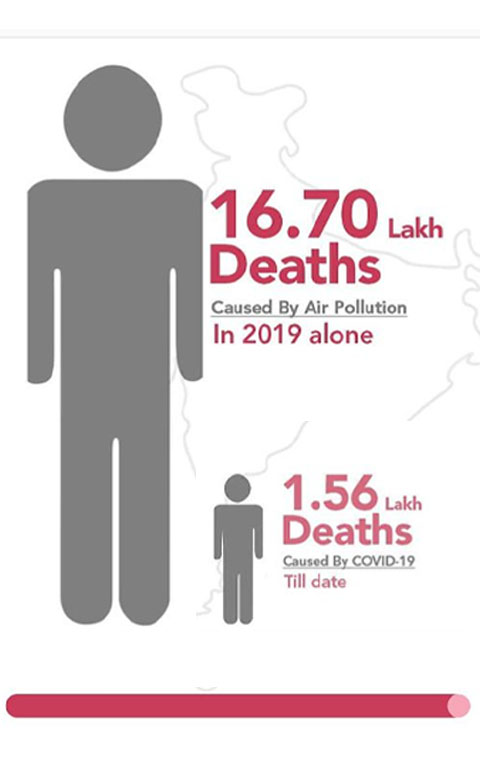 16.70 Lakh
Deaths
Caused By Air Pollution
In 2019 alone
1.56 Lakh
Deaths
Caused By COVID-19
Till date